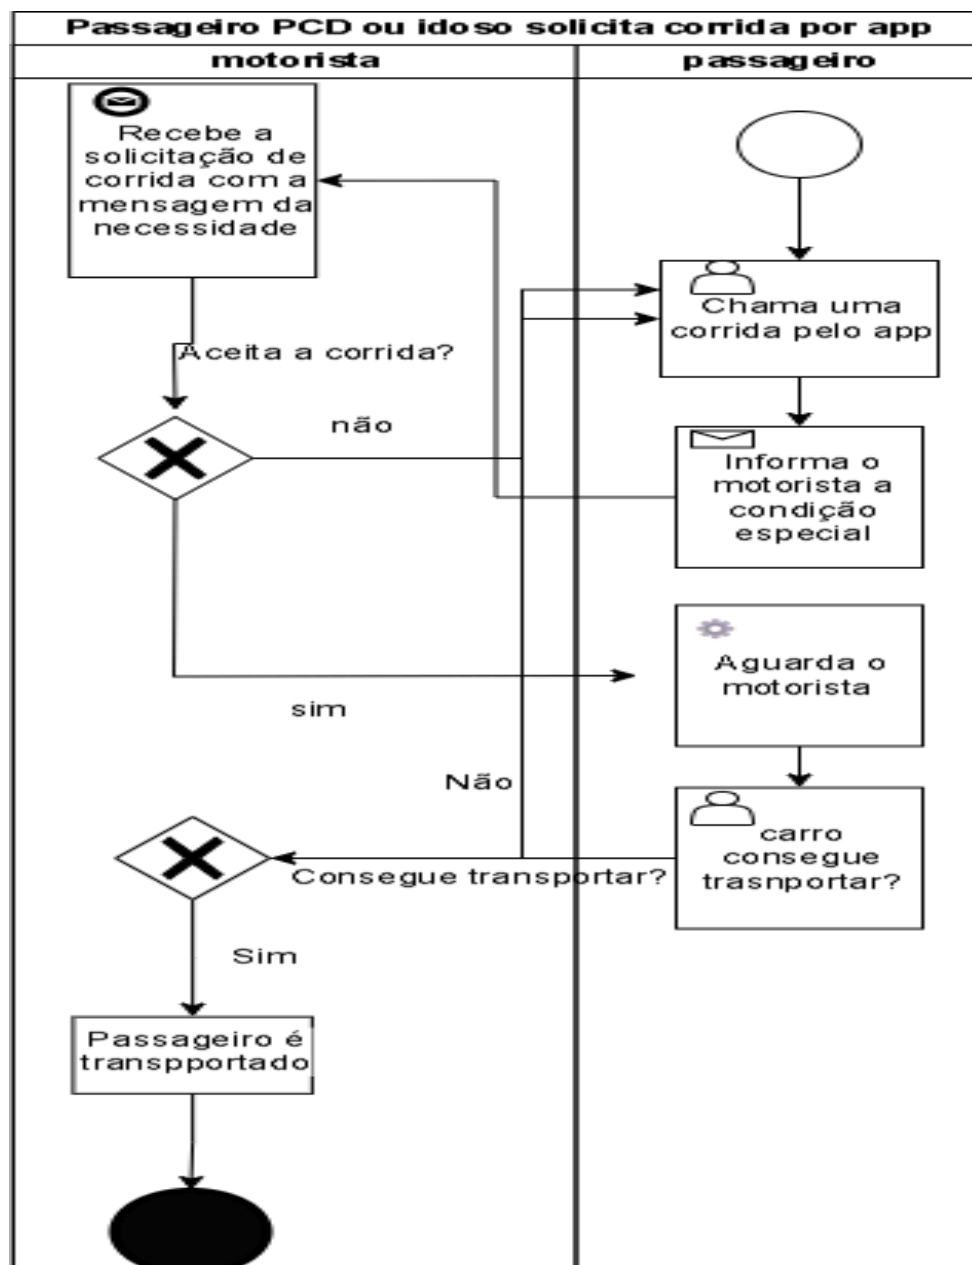 Passageiro PCD ou idoso solicita corrida por app
motorista
passageiro
Recebe a
solicitação de
corrida com a
mensagem da
necessidade
Chama uma
corrida pelo app
Aceita a corrida?
não
Informa o
motorista a
condição
especial
Aguarda o
motorista
sim
Não
carro
consegue
trasnportar?
Consegue transportar?
Sim
Passageiro é
transpportado